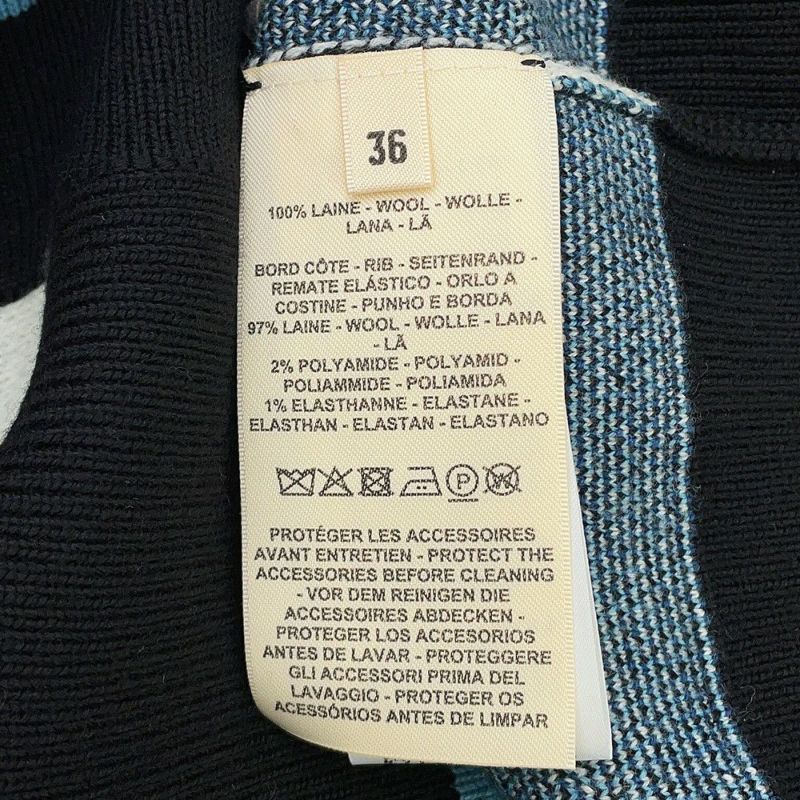 36
100% LAINE - WOOL - WOLLE -
LANA - LÃ
BORD CÔTE - RIB - SEITENRAND -
REMATE ELÁSTICO - ORLO A
COSTINE - PUNHO E BORDA
97% LAINE - WOOL - WOLLE - LANA
- LÃ
2% POLYAMIDE - POLYAMID -
POLIAMMIDE - POLIAMIDA
1% ELASTHANNE - ELASTANE -
ELASTHAN - ELASTAN - ELASTANO
P W
PROTÉGER LES ACCESSOIRES
AVANT ENTRETIEN - PROTECT THE
ACCESSORIES BEFORE CLEANING
- VOR DEM REINIGEN DIE
ACCESSOIRES ABDECKEN -
PROTEGER LOS ACCESORIOS
ANTES DE LAVAR - PROTEGGERE
GLI ACCESSORI PRIMA DEL
LAVAGGIO - PROTEGER OS
ACESSÓRIOS ANTES DE LIMPAR